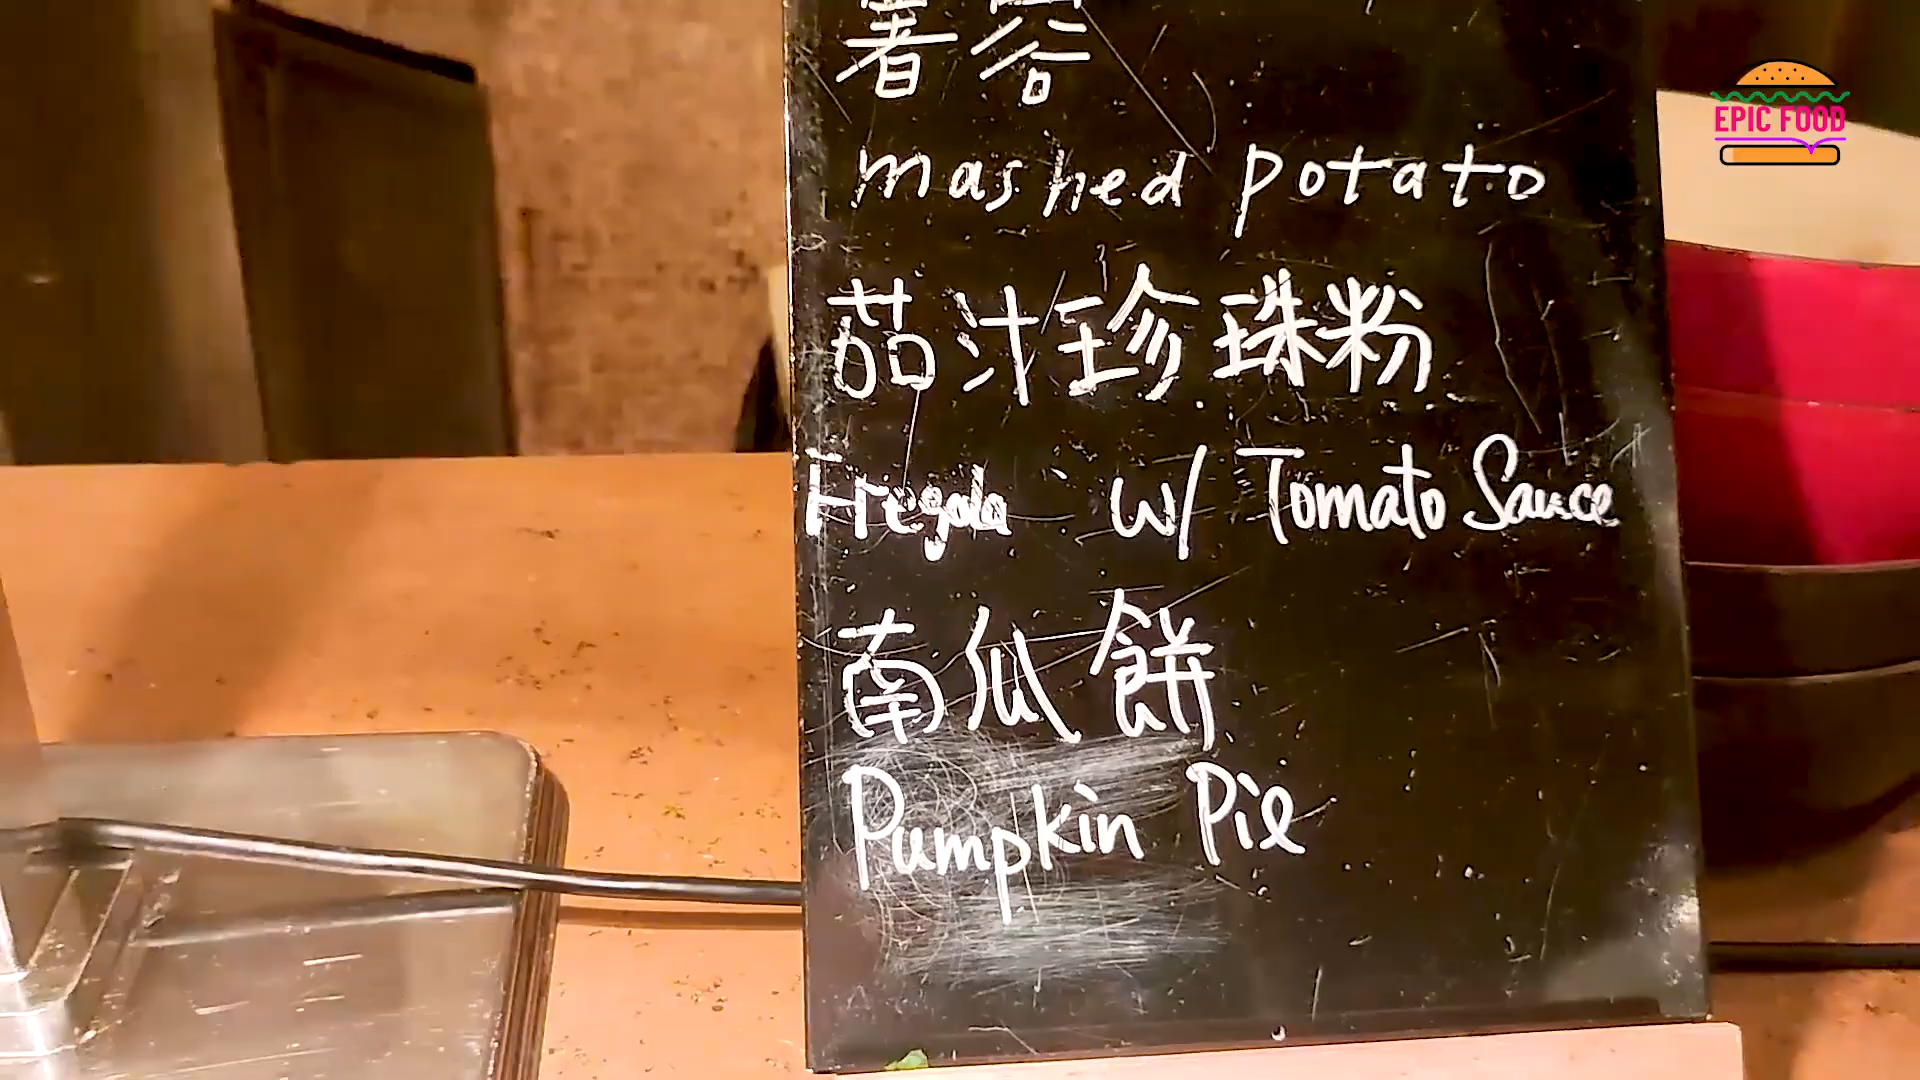 薯蓉
mashed potato
茄汁珍珠粉
Fregola w/ Tomato Sauce
南瓜餅
Pumpkin Pie
EPIC FOOD